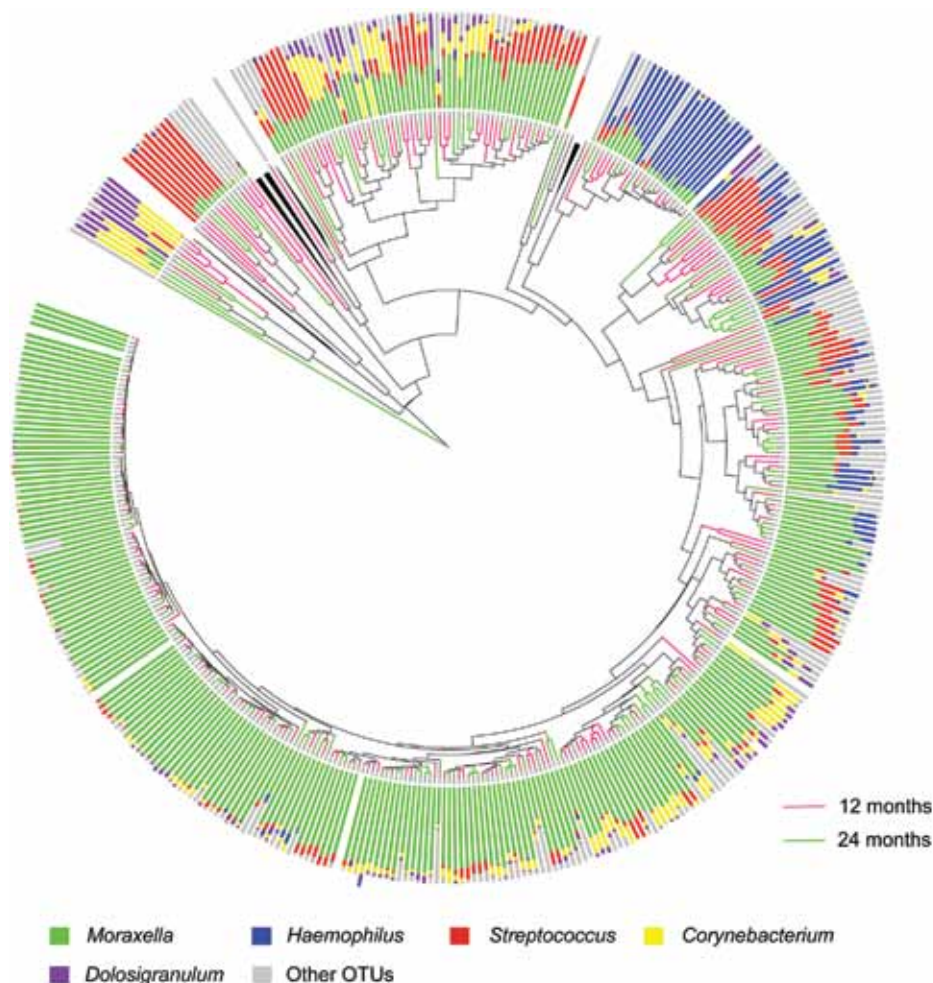 12 months
24 months
Moraxella Haemophilus Streptococcus Corynebacterium
Dolosigranulum Other OTUs